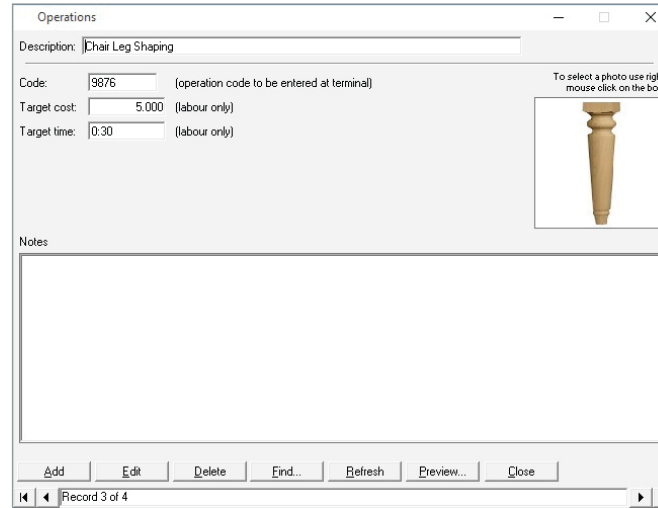 Operations
Description: Chair Leg Shaping
Code: 9876 (operation code to be entered at terminal)
To select a photo use
mouse click on the
Target cost: 5.000 (labour only)
Target time: 0:30 (labour only)
Notes
Add Edit Delete Find... Refresh Preview... Close
Record 3 of 4